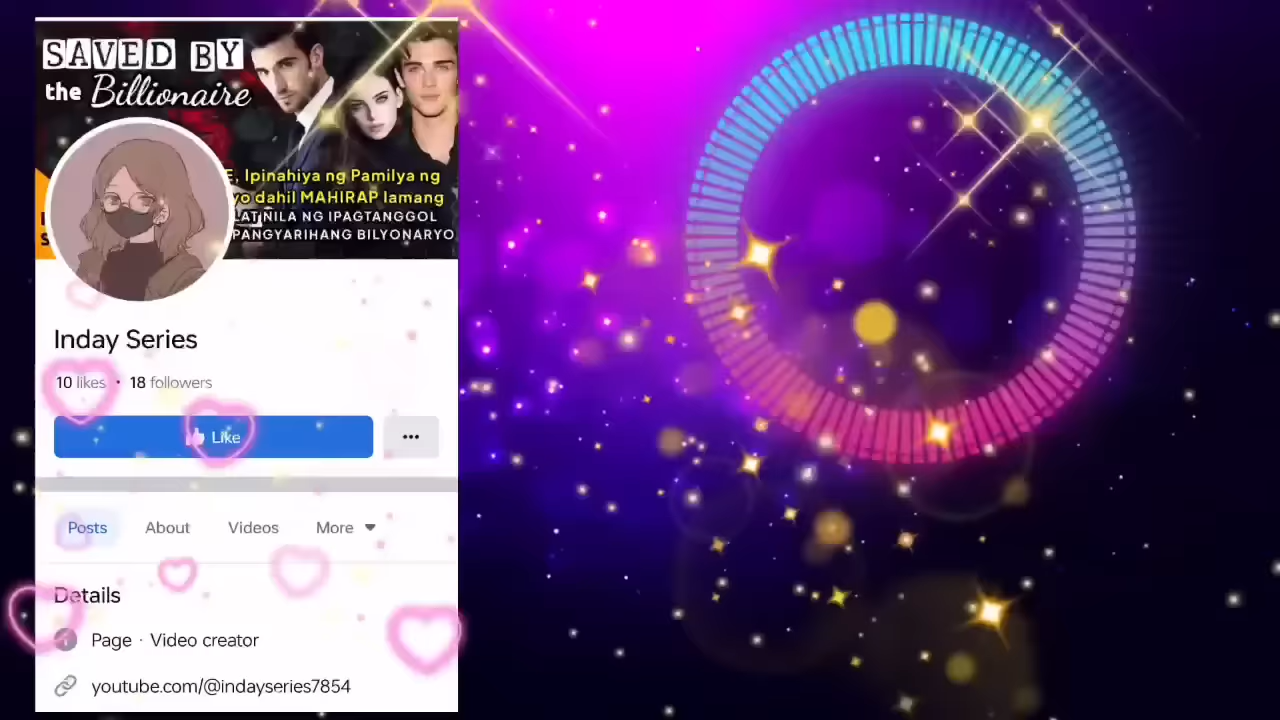 SAVED BY
the Billionaire
E, Ipinahiya ng Pamilya ng
yo dahil MAHIRAP lamang
LAT NILA NG IPAGTANGGOL
PANGYARIHANG BILYONARYO
Inday Series
10 likes • 18 followers
Like
Posts About Videos More
Details
Page · Video creator
youtube.com/@indayseries7854